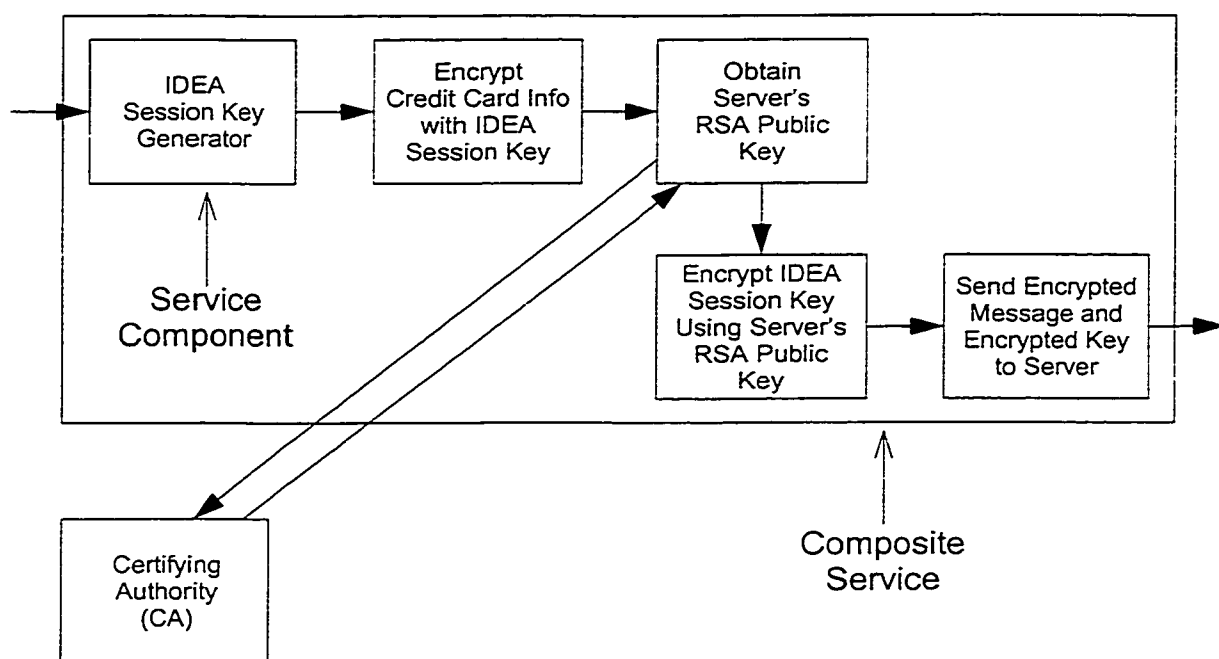 IDEA
Session Key
Generator
Encrypt
Credit Card Info
with IDEA
Session Key
Obtain
Server's
RSA Public
Key
Service
Component
Encrypt IDEA
Session Key
Using Server's
RSA Public
Key
Send Encrypted
Message and
Encrypted Key
to Server
Certifying
Authority
(CA)
Composite
Service